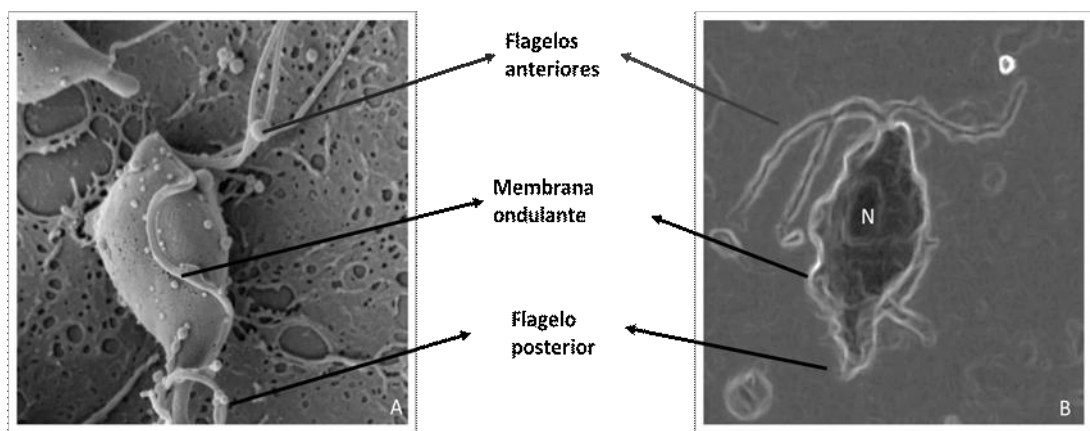 Flagelos
anteriores
Membrana
ondulante
Flagelo
posterior
A
N
B